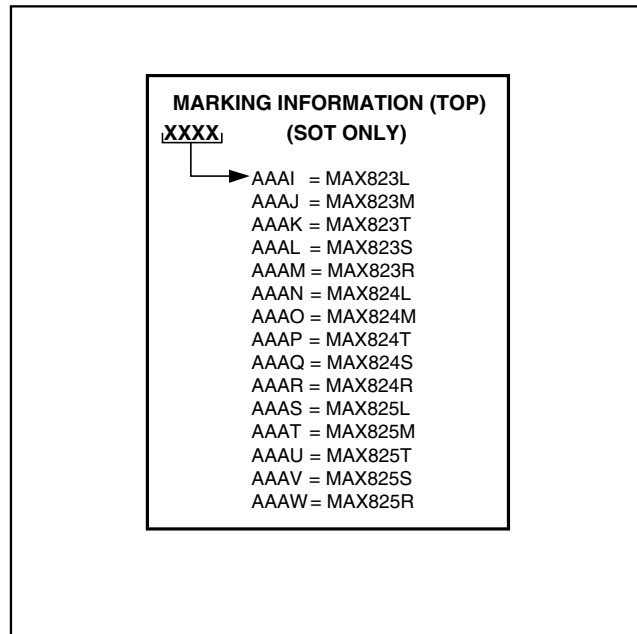 MARKING INFORMATION (TOP)
XXXX (SOT ONLY)
AAAI = MAX823L
AAAJ = MAX823M
AAAK = MAX823T
AAAL = MAX823S
AAAM = MAX823R
AAAN = MAX824L
AAAO = MAX824M
AAAP = MAX824T
AAAQ = MAX824S
AAAR = MAX824R
AAAS = MAX825L
AAAT = MAX825M
AAAU = MAX825T
AAAV = MAX825S
AAAW = MAX825R